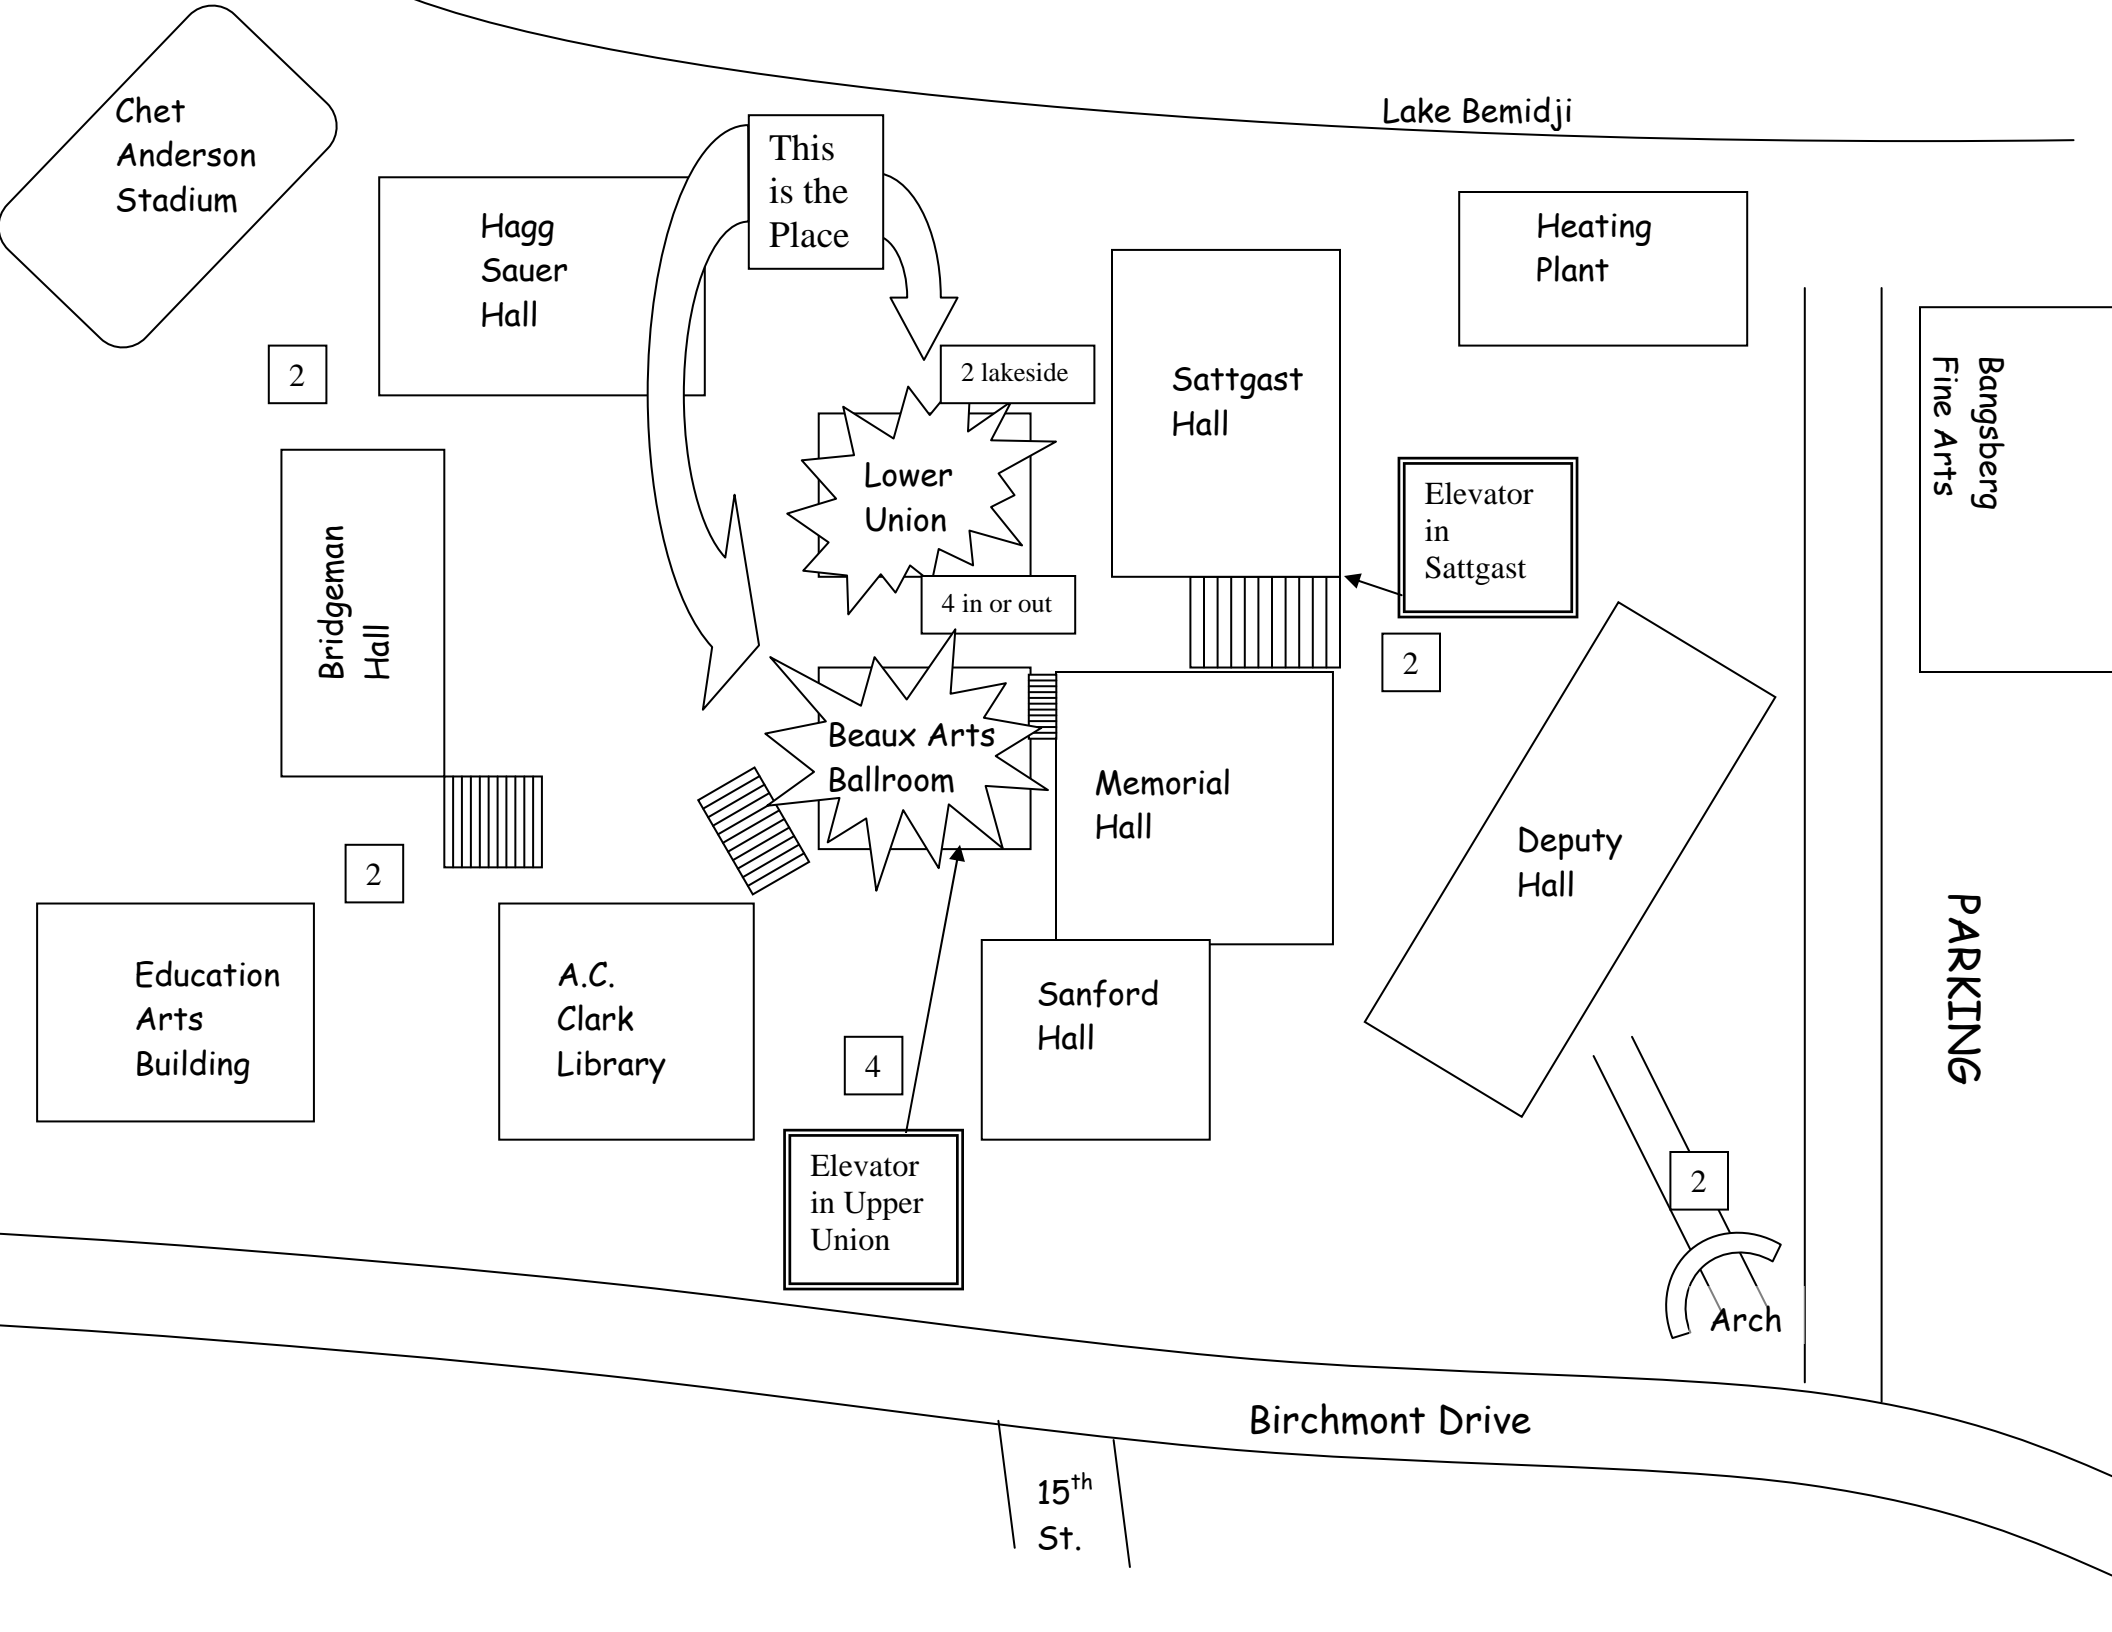 Lake Bemidji
Chet
Anderson
Stadium
This
is the
Place
Hagg
Sauer
Hall
Heating
Plant
2
2 lakeside
Sattgast
Hall
Bangsberg
Fine Arts
Lower
Union
Elevator
in
Sattgast
Bridgeman
Hall
4 in or out
2
Beaux Arts
Ballroom
Memorial
Hall
Deputy
Hall
2
PARKING
Education
Arts
Building
A.C.
Clark
Library
Sanford
Hall
4
Elevator
in Upper
Union
2
Arch
Birchmont Drive
15th
St.